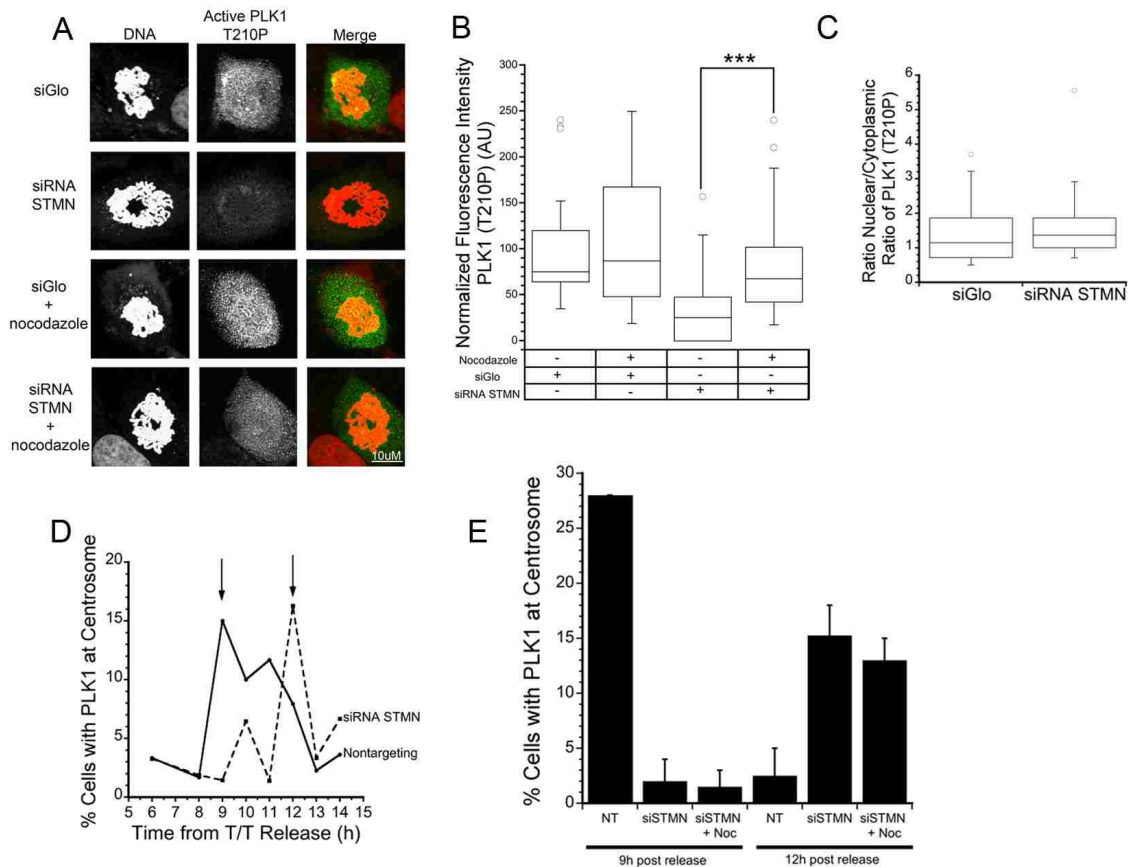 A
DNA
Active PLK1
T210P
Merge
siGlo
siRNA
STMN
siGlo
+
nocodazole
siRNA
STMN
+
nocodazole
10uM
B
Normalized Fluorescence Intensity
PLK1 (T210P) (AU)
300
250
200
150
100
50
0
***
Nocodazole - + - +
siGlo + + - -
siRNA STMN - - + +
C
Ratio Nuclear/Cytoplasmic
Ratio of PLK1 (T210P)
6
5
4
3
2
1
0
siGlo siRNA STMN
D
% Cells with PLK1 at Centrosome
20
15
10
5
0
5 6 7 8 9 10 11 12 13 14 15
Time from T/T Release (h)
siRNA STMN
Nontargeting
E
% Cells with PLK1 at Centrosome
30
25
20
15
10
5
0
NT siSTMN siSTMN NT siSTMN siSTMN
+ Noc + Noc
9h post release 12h post release